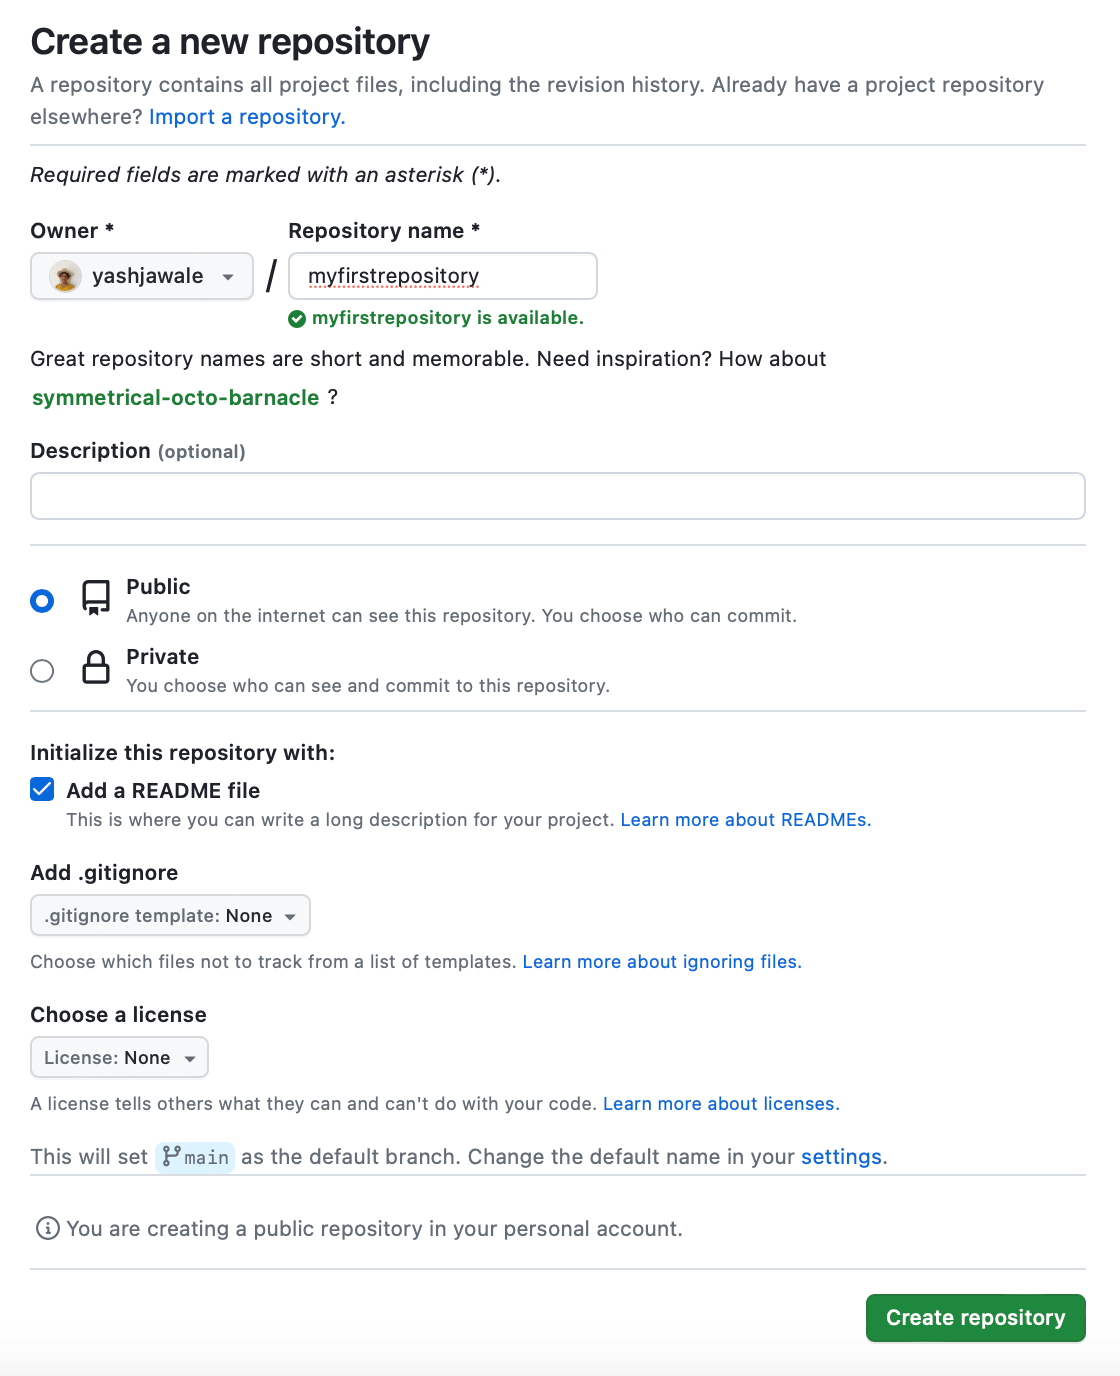 Create a new repository
A repository contains all project files, including the revision history. Already have a project repository
elsewhere? Import a repository.
Required fields are marked with an asterisk (*).
Owner *
Repository name *
yashjawale
/
myfirstrepository
myfirstrepository is available.
Great repository names are short and memorable. Need inspiration? How about
symmetrical-octo-barnacle ?
Description (optional)
Public
Anyone on the internet can see this repository. You choose who can commit.
Private
You choose who can see and commit to this repository.
Initialize this repository with:
Add a README file
This is where you can write a long description for your project. Learn more about READMEs.
Add .gitignore
.gitignore template: None
Choose which files not to track from a list of templates. Learn more about ignoring files.
Choose a license
License: None
A license tells others what they can and can't do with your code. Learn more about licenses.
This will set main as the default branch. Change the default name in your settings.
You are creating a public repository in your personal account.
Create repository